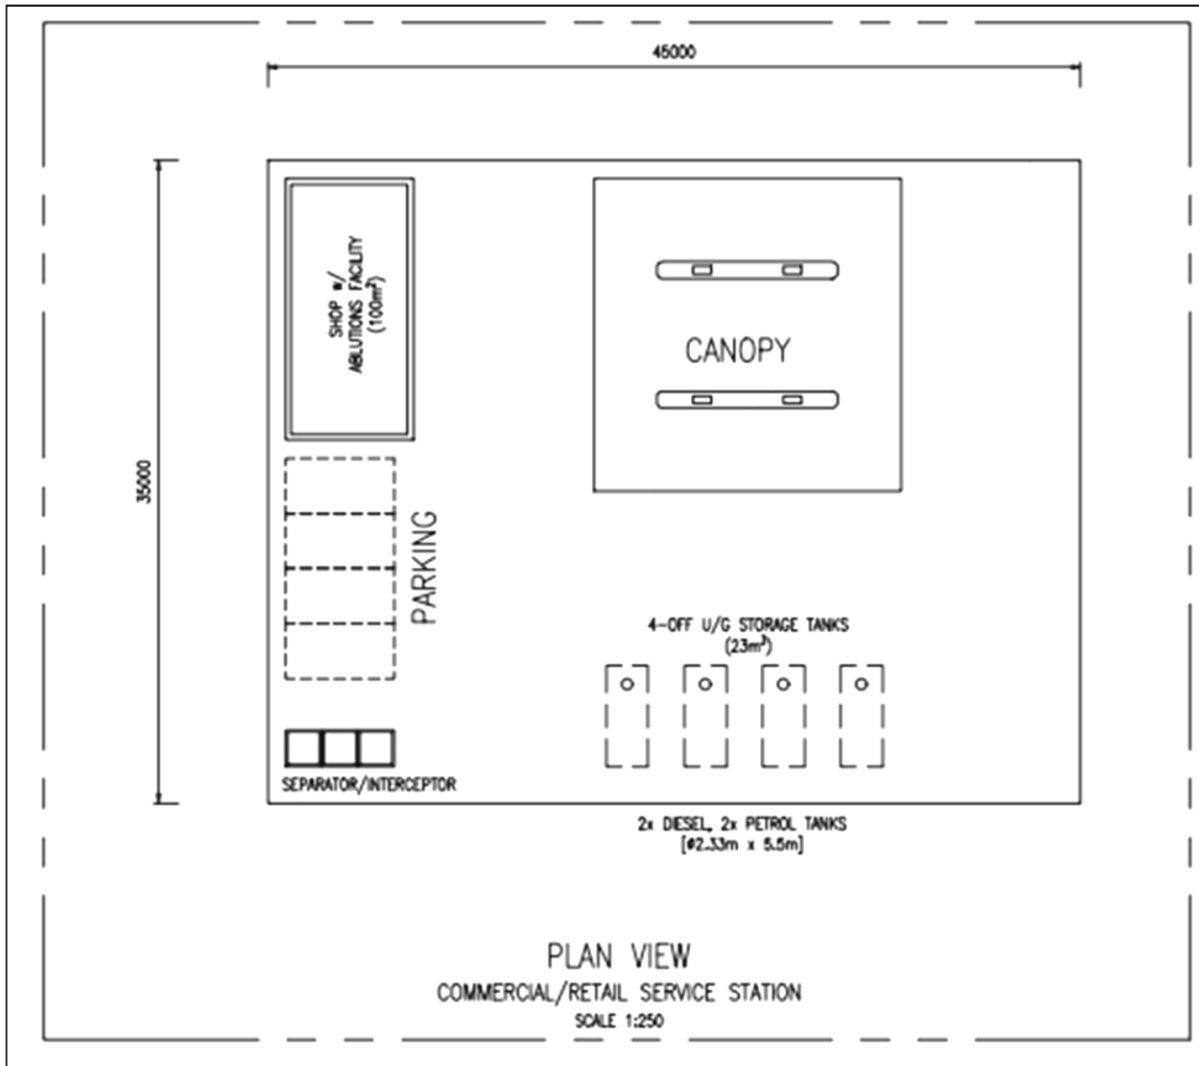 45000
35000
SHOP w/
ABLUTIONS FACILITY
(100m²)
CANOPY
PARKING
4-OFF U/G STORAGE TANKS
(23m³)
SEPARATOR/INTERCEPTOR
2x DIESEL, 2x PETROL TANKS
[ø2.33m x 5.5m]
PLAN VIEW
COMMERCIAL/RETAIL SERVICE STATION
SCALE 1:250